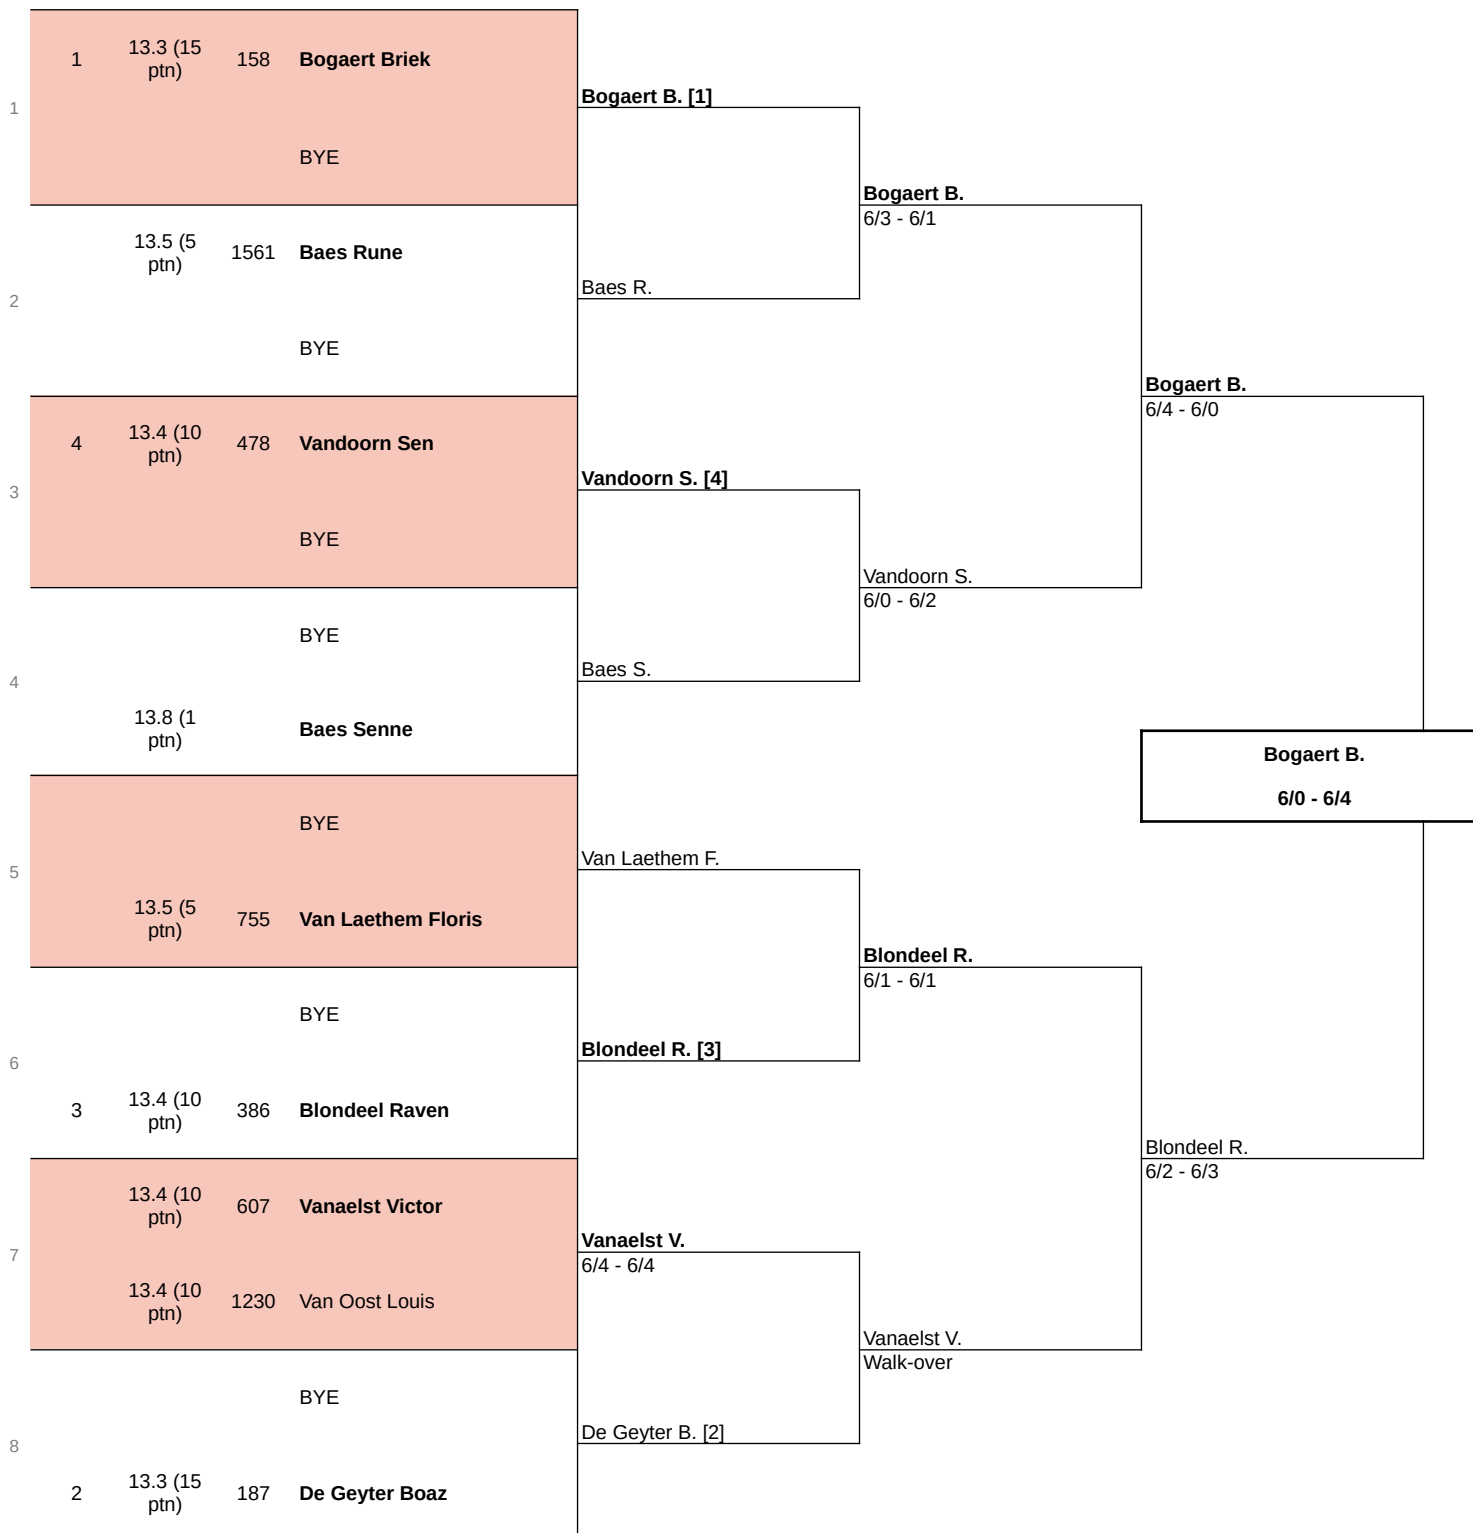 1 13.3 (15 ptn) 158 Bogaert Briek
Bogaert B. [1]
1
BYE
Bogaert B.
6/3 - 6/1
13.5 (5 ptn) 1561 Baes Rune
Baes R.
2
BYE
Bogaert B.
6/4 - 6/0
4 13.4 (10 ptn) 478 Vandoorn Sen
Vandoorn S. [4]
3
BYE
Vandoorn S.
6/0 - 6/2
BYE
Baes S.
4
13.8 (1 ptn) Baes Senne
Bogaert B.
6/0 - 6/4
BYE
Van Laethem F.
5
13.5 (5 ptn) 755 Van Laethem Floris
Blondeel R.
6/1 - 6/1
BYE
Blondeel R. [3]
6
3 13.4 (10 ptn) 386 Blondeel Raven
Blondeel R.
6/2 - 6/3
13.4 (10 ptn) 607 Vanaelst Victor
Vanaelst V.
7
6/4 - 6/4
13.4 (10 ptn) 1230 Van Oost Louis
Vanaelst V.
Walk-over
BYE
De Geyter B. [2]
8
2 13.3 (15 ptn) 187 De Geyter Boaz